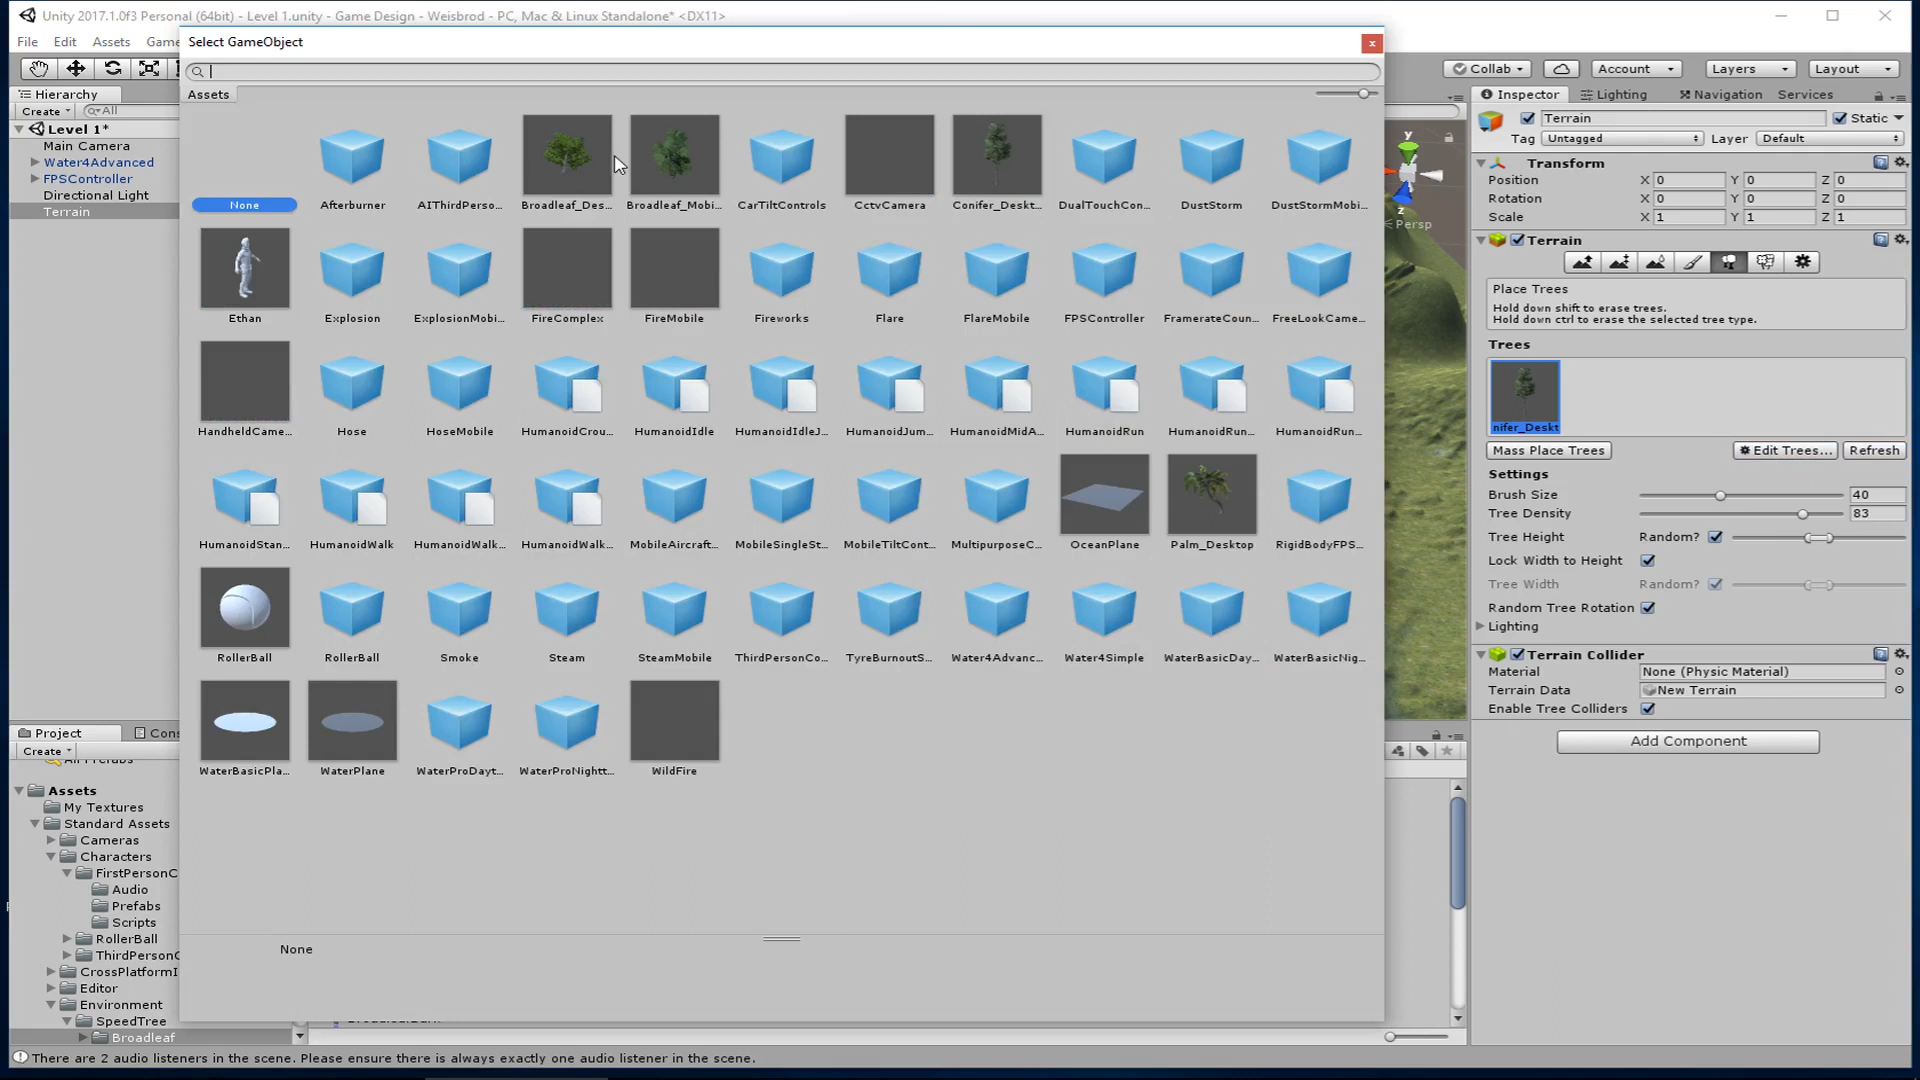 Unity 2017.1.0f3 Personal (64bit) - Level 1.unity - Game Design - Weisbrod - PC, Mac & Linux Standalone* <DX11>
File Edit Assets Game
Select GameObject
Collab Account Layers Layout
Assets
Hierarchy
Create All
Level 1*
Main Camera
Water4Advanced
FPSController
Directional Light
Terrain
None Afterburner AIThirdPerso... Broadleaf_Des... Broadleaf_Mobi... CarTiltControls CctvCamera Conifer_Deskt... DualTouchCon... DustStorm DustStormMobi...
Ethan Explosion ExplosionMobi... FireComplex FireMobile Fireworks Flare FlareMobile FPSController FramerateCoun... FreeLookCame...
HandheldCame... Hose HoseMobile HumanoidCrou... HumanoidIdle HumanoidIdleJ... HumanoidJum... HumanoidMidA... HumanoidRun HumanoidRun... HumanoidRun...
HumanoidStan... HumanoidWalk HumanoidWalk... HumanoidWalk... MobileAircraft... MobileSingleSt... MobileTiltCont... MultipurposeC... OceanPlane Palm_Desktop RigidBodyFPS...
RollerBall RollerBall Smoke Steam SteamMobile ThirdPersonCo... TyreBurnoutS... Water4Advanc... Water4Simple WaterBasicDay... WaterBasicNig...
WaterBasicPla... WaterPlane WaterProDayt... WaterProNightt... WildFire
None
y
z
Persp
Inspector Lighting Navigation Services
Terrain Static
Tag Untagged Layer Default
Transform
Position X 0 Y 0 Z 0
Rotation X 0 Y 0 Z 0
Scale X 1 Y 1 Z 1
Terrain
Place Trees
Hold down shift to erase trees.
Hold down ctrl to erase the selected tree type.
Trees
nifer_Deskt
Mass Place Trees Edit Trees... Refresh
Settings
Brush Size 40
Tree Density 83
Tree Height Random?
Lock Width to Height
Tree Width Random?
Random Tree Rotation
Lighting
Terrain Collider
Material None (Physic Material)
Terrain Data New Terrain
Enable Tree Colliders
Add Component
Project Cons
Create
All Prefabs
Assets
My Textures
Standard Assets
Cameras
Characters
FirstPersonC
Audio
Prefabs
Scripts
RollerBall
ThirdPersonC
CrossPlatformI
Editor
Environment
SpeedTree
Broadleaf
There are 2 audio listeners in the scene. Please ensure there is always exactly one audio listener in the scene.